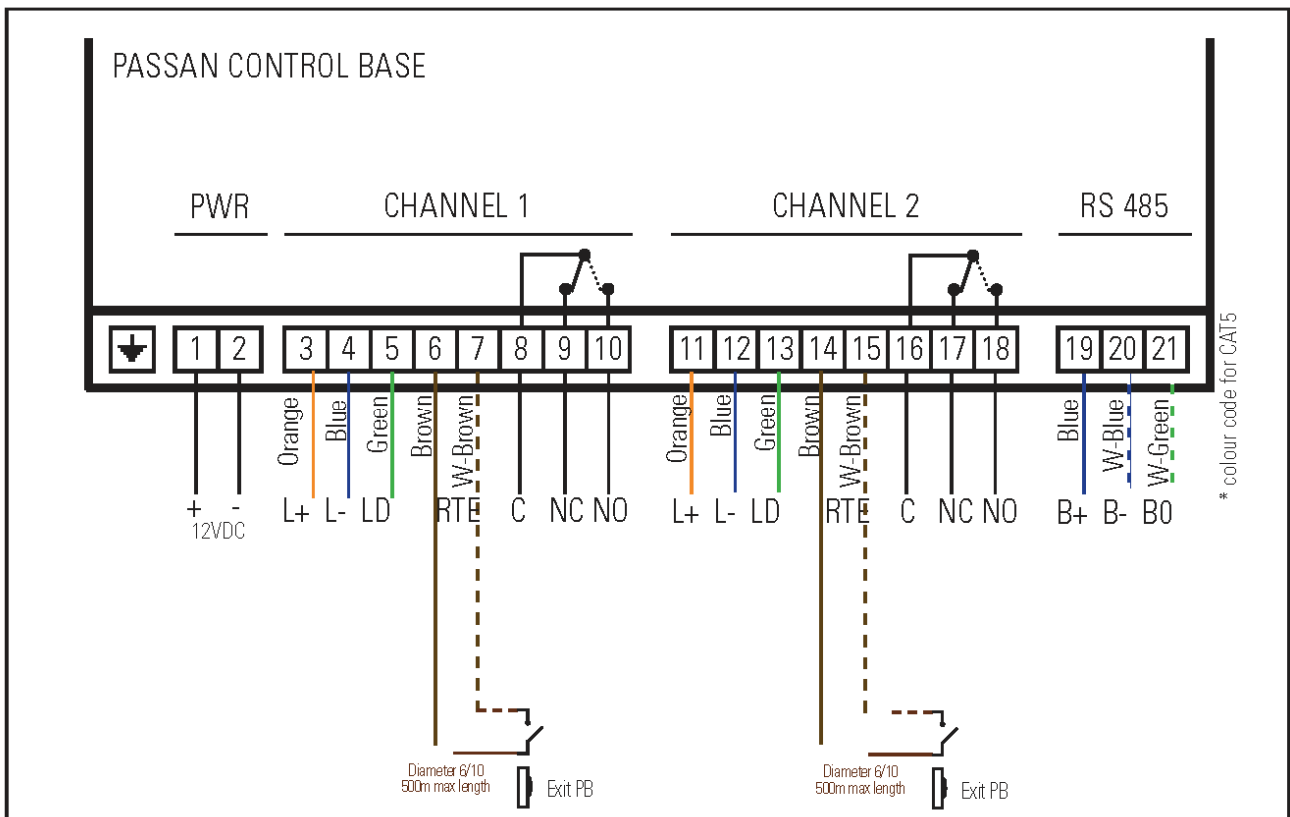 PASSAN CONTROL BASE
PWR CHANNEL 1 CHANNEL 2 RS 485
1 2 3 4 5 6 7 8 9 10 11 12 13 14 15 16 17 18 19 20 21
Orange Blue Green Brown W-Brown Orange Blue Green Brown W-Brown Blue W-Blue W-Green
* colour code for CAT5
+ - L+ L- LD RTE C NC NO L+ L- LD RTE C NC NO B+ B- B0
12VDC
Diameter 6/10
500m max length
Exit PB
Diameter 6/10
500m max length
Exit PB